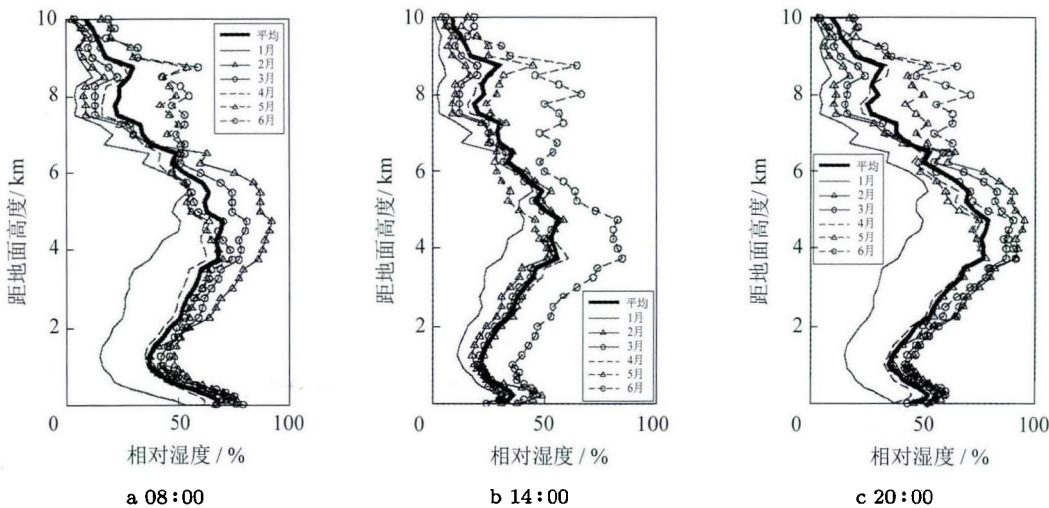 10
8
6
4
2
0
距地面高度/ km
平均
1月
2月
3月
4月
5月
6月
50
100
相对湿度 / %
a 08:00
10
8
6
4
2
0
距地面高度/ km
平均
1月
2月
3月
4月
5月
6月
50
100
相对湿度 / %
b 14:00
10
8
6
4
2
0
距地面高度/ km
平均
1月
2月
3月
4月
5月
6月
50
100
相对湿度 / %
c 20:00